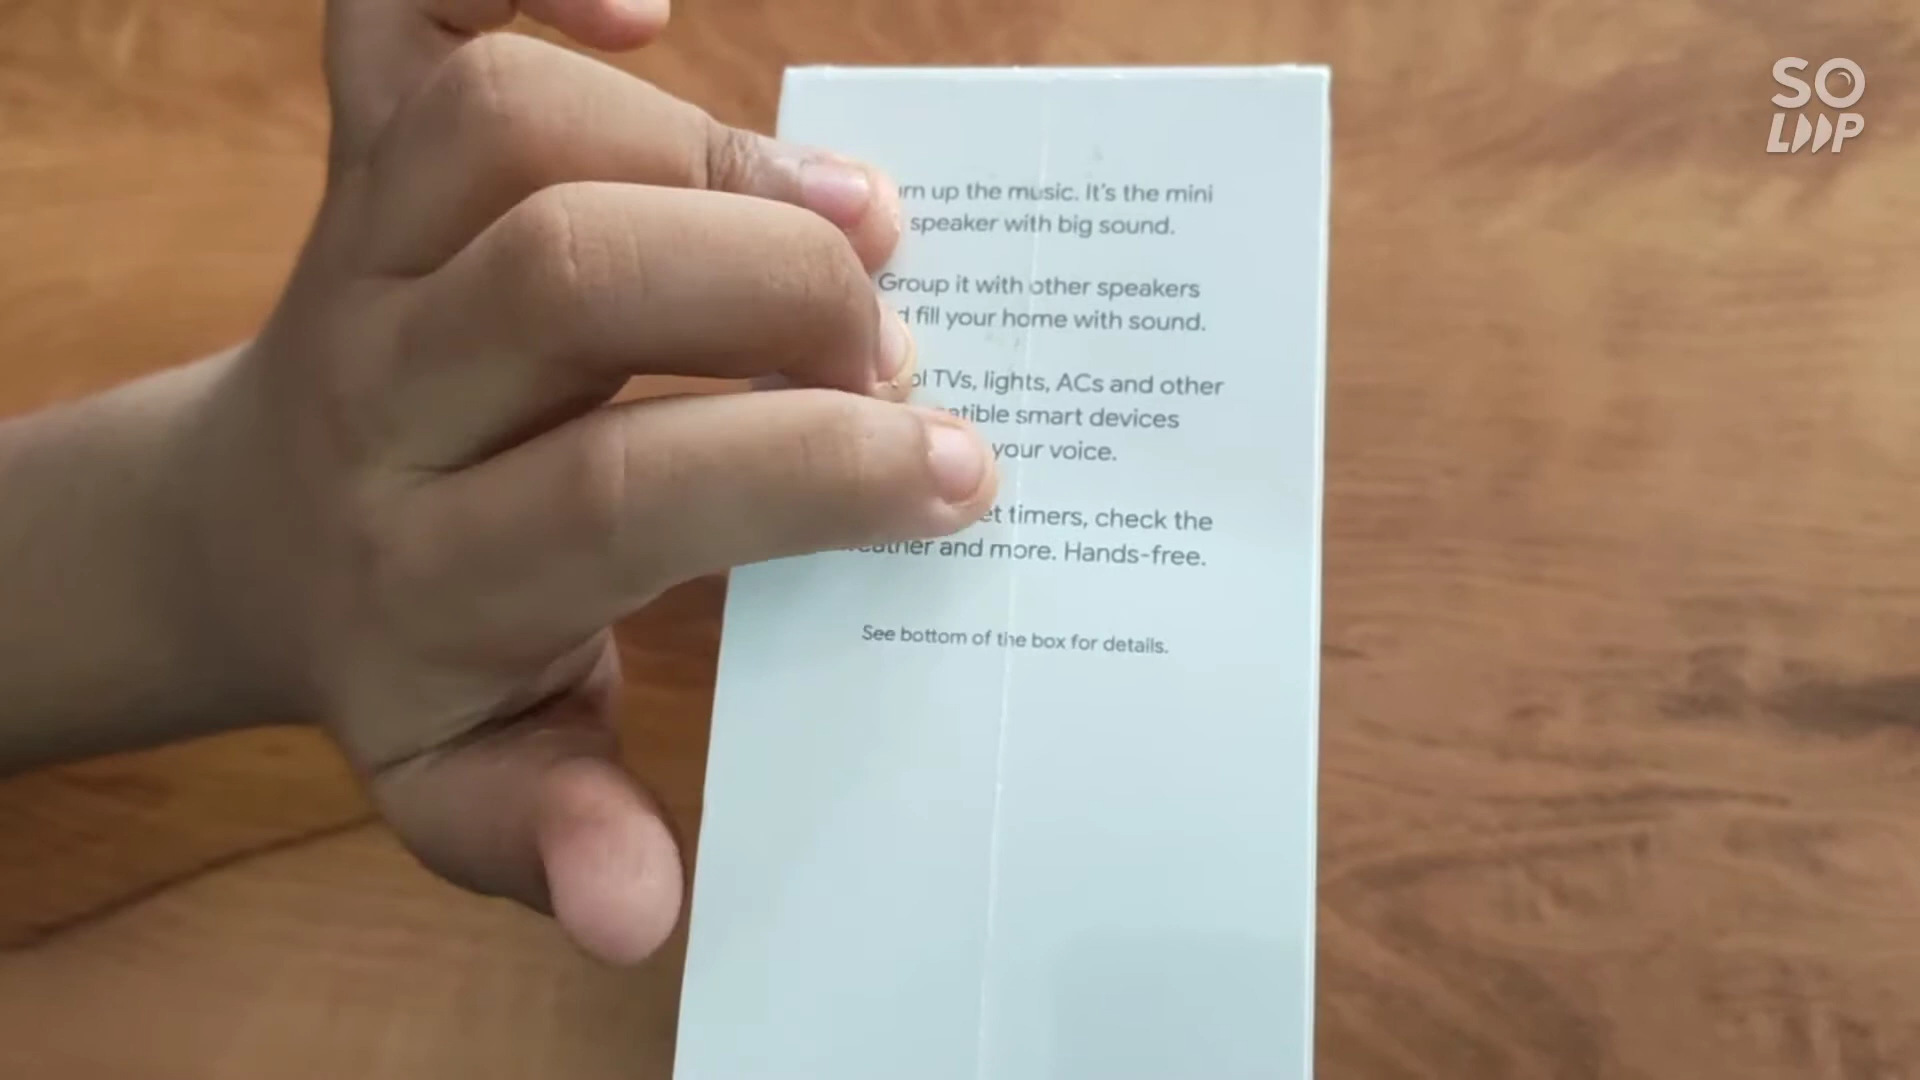 up the music. It's the mini
speaker with big sound.
Group it with other speakers
fill your home with sound.
TVs, lights, ACs and other
smart devices
your voice.
timers, check the
and more. Hands-free.
See bottom of the box for details.
SO
LOOP